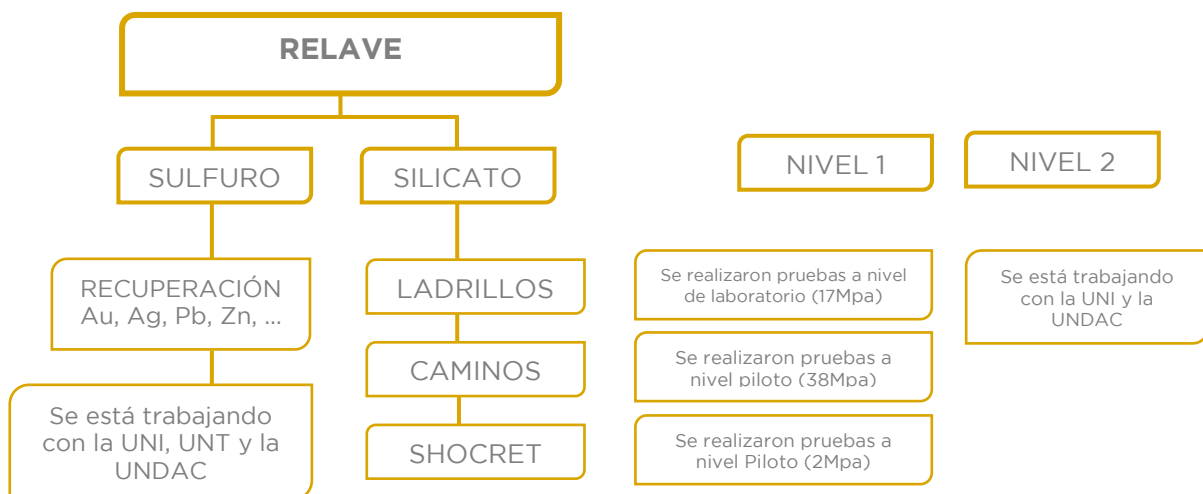 RELAVE
SULFURO
SILICATO
NIVEL 1
NIVEL 2
RECUPERACIÓN
Au, Ag, Pb, Zn, ...
LADRILLOS
Se realizaron pruebas a nivel
de laboratorio (17Mpa)
Se está trabajando
con la UNI y la
UNDAC
CAMINOS
Se realizaron pruebas a
nivel piloto (38Mpa)
Se está trabajando
con la UNI, UNT y la
UNDAC
SHOCRET
Se realizaron pruebas a
nivel Piloto (2Mpa)